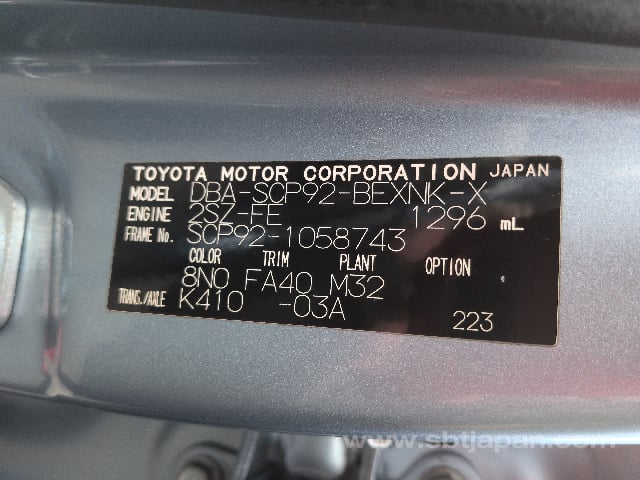 TOYOTA MOTOR CORPORATION JAPAN
MODEL DBA-SCP92-BEXNK-X
ENGINE 2SZ-FE 1296 mL
FRAME No. SCP92-1058743
COLOR TRIM PLANT OPTION
8N0 FA40 M32
TRANS./AXLE K410 -03A
223
www.sbtjapan.com